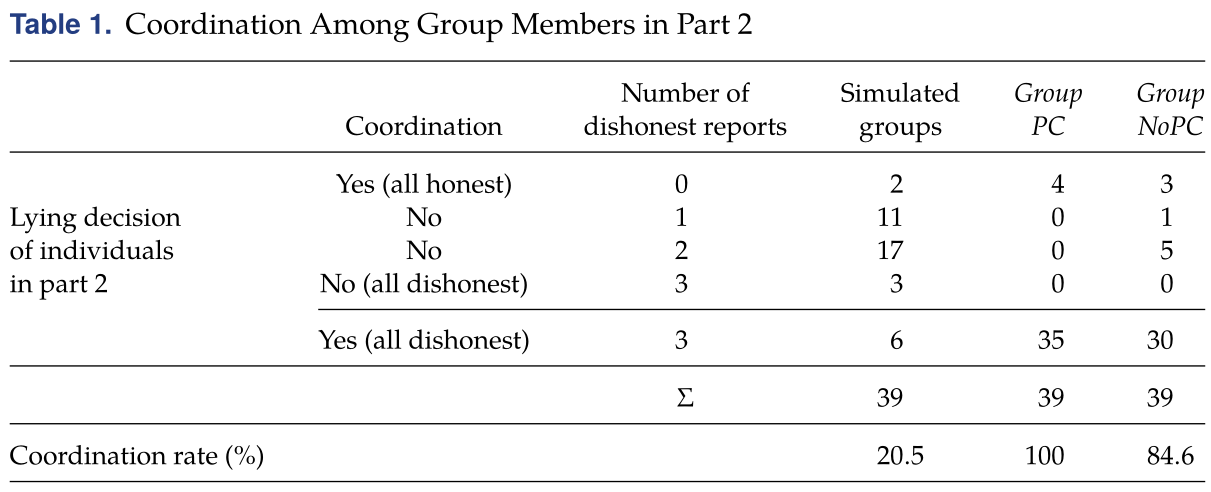 Table 1. Coordination Among Group Members in Part 2
Coordination Number of dishonest reports Simulated groups Group PC Group NoPC
Lying decision of individuals in part 2
Yes (all honest) 0 2 4 3
No 1 11 0 1
No 2 17 0 5
No (all dishonest) 3 3 0 0
Yes (all dishonest) 3 6 35 30
Σ 39 39 39
Coordination rate (%) 20.5 100 84.6